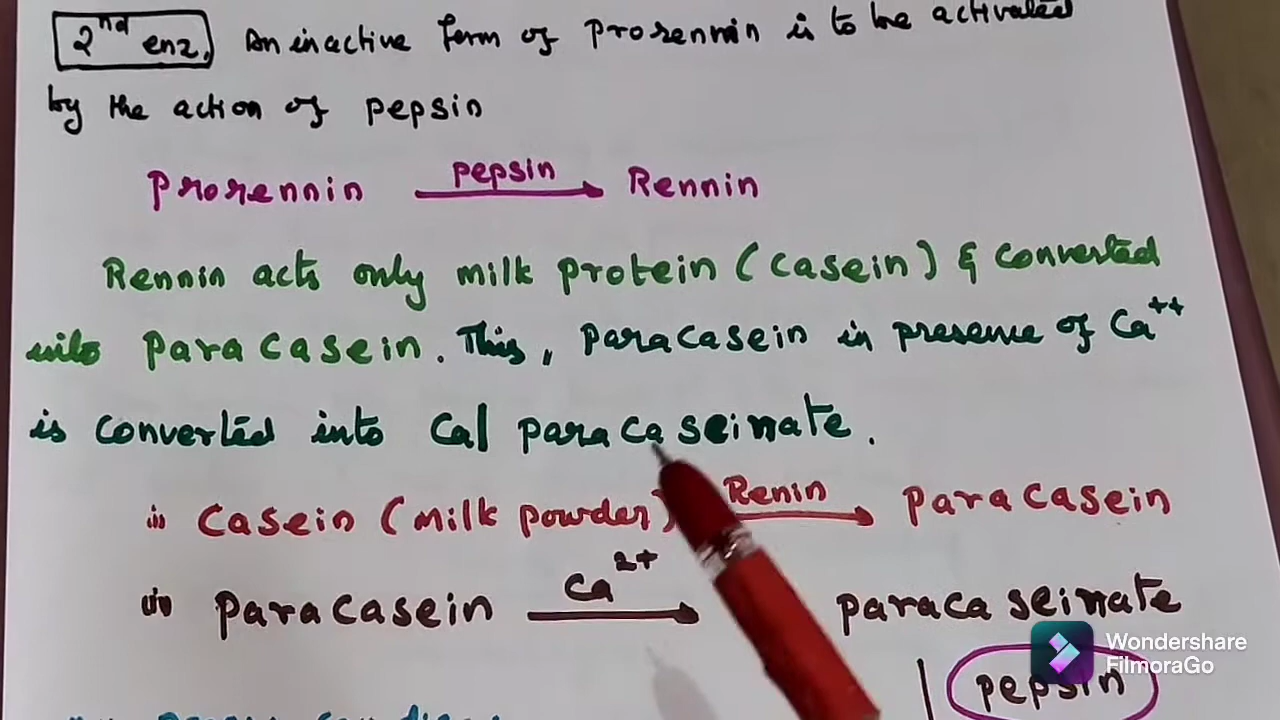 2nd enz. An inactive form of Prorennin is to be activated
by the action of pepsin
Prorennin pepsin Rennin
Rennin acts only milk protein (casein) & converted
into Paracasein. This, Paracasein in presence of Ca++
is converted into Cal paracaseinate.
i) Casein (milk powder) Renin paracasein
ii) paracasein Ca2+ paracaseinate
Wondershare
FilmoraGo
pepsin